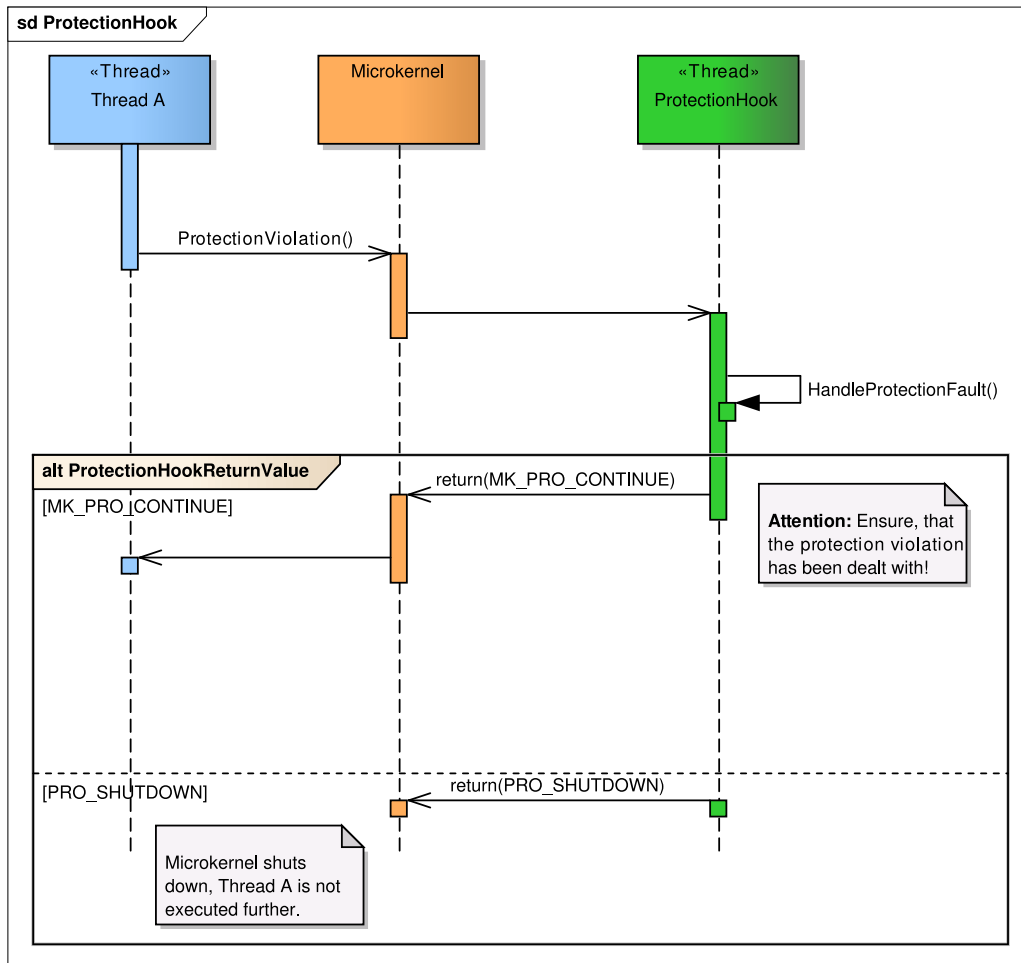 sd ProtectionHook
«Thread»
Thread A
Microkernel
«Thread»
ProtectionHook
ProtectionViolation()
HandleProtectionFault()
alt ProtectionHookReturnValue
return(MK_PRO_CONTINUE)
[MK_PRO_CONTINUE]
Attention: Ensure, that
the protection violation
has been dealt with!
return(PRO_SHUTDOWN)
[PRO_SHUTDOWN]
Microkernel shuts
down, Thread A is not
executed further.